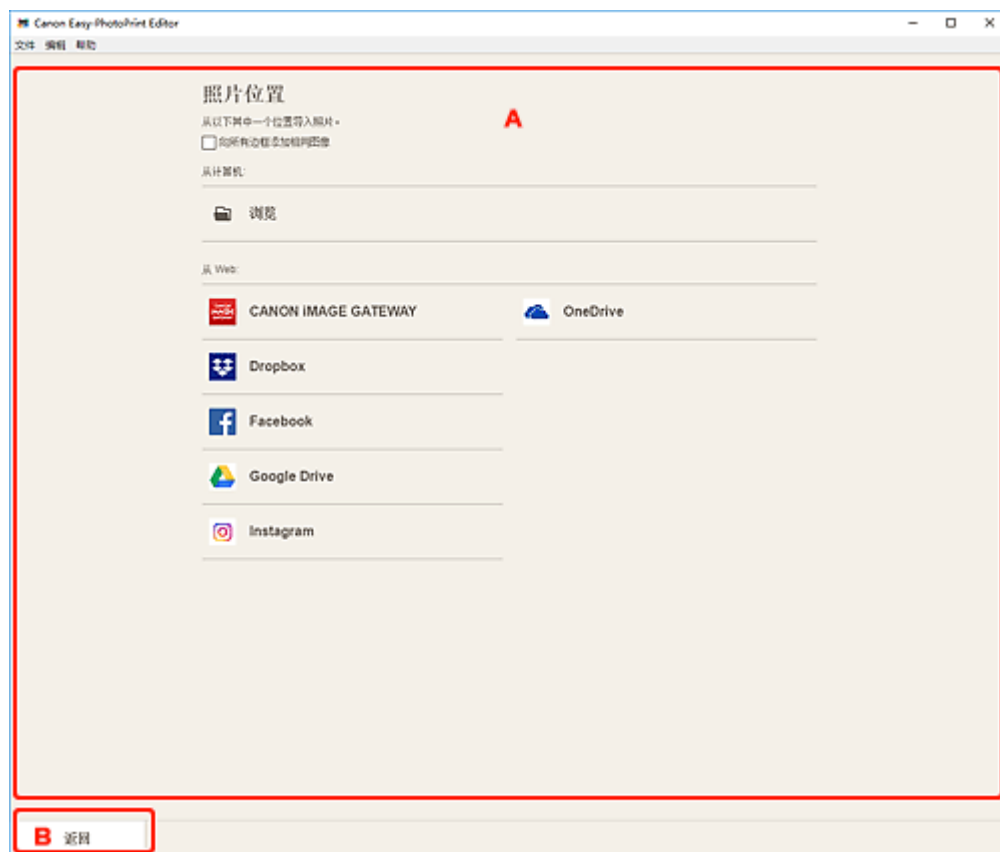 Canon Easy-PhotoPrint Editor
文件 编辑 帮助
照片位置
A
从以下其中一个位置导入照片。
向所有边框添加相同图像
从计算机:
浏览
从 Web:
CANON iMAGE GATEWAY
OneDrive
Dropbox
Facebook
Google Drive
Instagram
B 返回